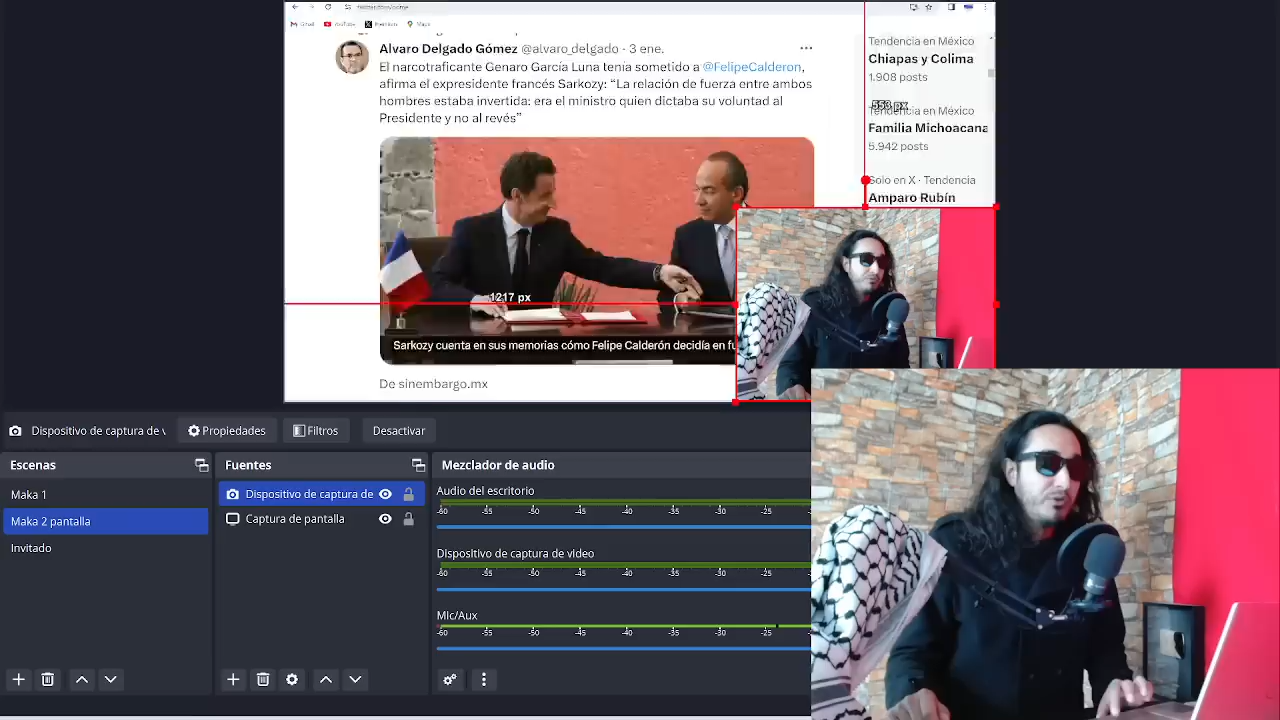 Gmail
YouTube
Maps
Alvaro Delgado Gómez @alvaro_delgado · 3 ene.
El narcotraficante Genaro García Luna tenía sometido a @FelipeCalderon,
afirma el expresidente francés Sarkozy: “La relación de fuerza entre ambos
hombres estaba invertida: era el ministro quien dictaba su voluntad al
Presidente y no al revés”
Sarkozy cuenta en sus memorias cómo Felipe Calderón decidía en fu
De sinembargo.mx
Tendencia en México
Chiapas y Colima
1.908 posts
553 px
Tendencia en México
Familia Michoacana
5.942 posts
Solo en X · Tendencia
Amparo Rubín
1217 px
Dispositivo de captura de v
Propiedades
Filtros
Desactivar
Escenas
Maka 1
Maka 2 pantalla
Invitado
Fuentes
Dispositivo de captura de
Captura de pantalla
Mezclador de audio
Audio del escritorio
-60 -55 -50 -45 -40 -35 -30 -25
Dispositivo de captura de vídeo
-60 -55 -50 -45 -40 -35 -30 -25
Mic/Aux
-60 -55 -50 -45 -40 -35 -30 -25